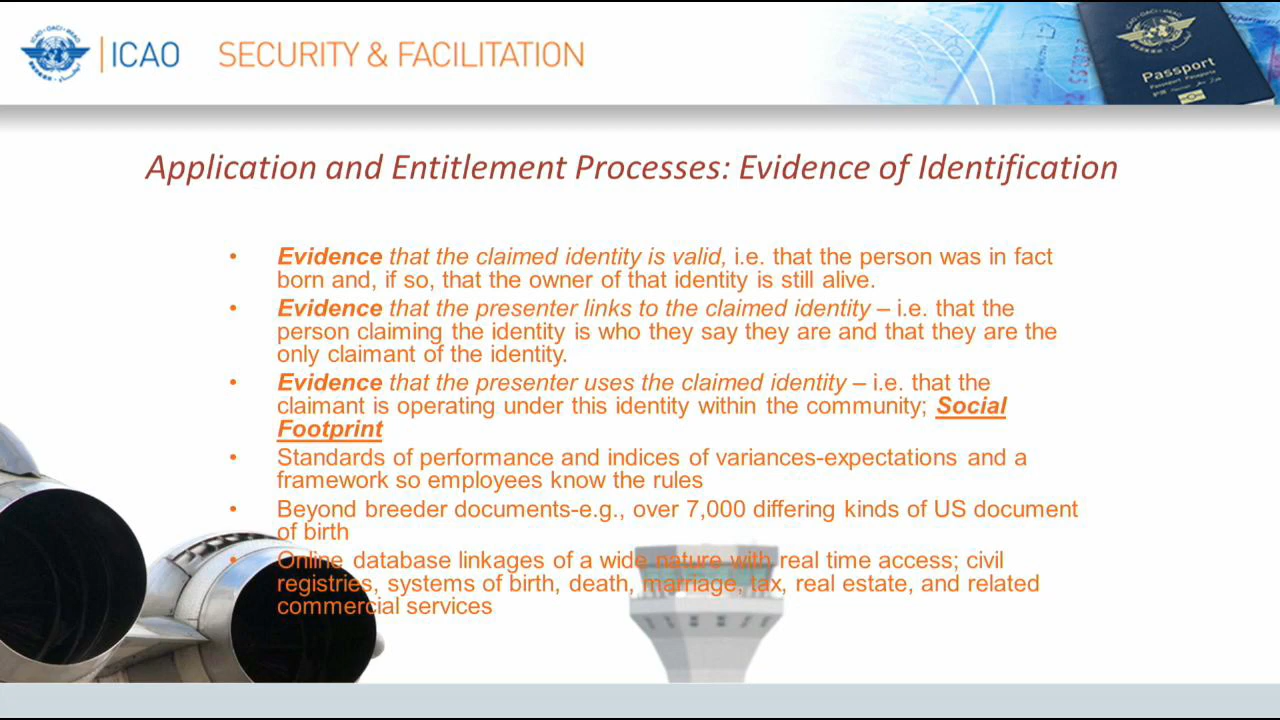 ICAO SECURITY & FACILITATION
Passport
Application and Entitlement Processes: Evidence of Identification
• Evidence that the claimed identity is valid, i.e. that the person was in fact
born and, if so, that the owner of that identity is still alive.
• Evidence that the presenter links to the claimed identity – i.e. that the
person claiming the identity is who they say they are and that they are the
only claimant of the identity.
• Evidence that the presenter uses the claimed identity – i.e. that the
claimant is operating under this identity within the community; Social
Footprint
• Standards of performance and indices of variances-expectations and a
framework so employees know the rules
• Beyond breeder documents-e.g., over 7,000 differing kinds of US document
of birth
• Online database linkages of a wide nature with real time access; civil
registries, systems of birth, death, marriage, tax, real estate, and related
commercial services